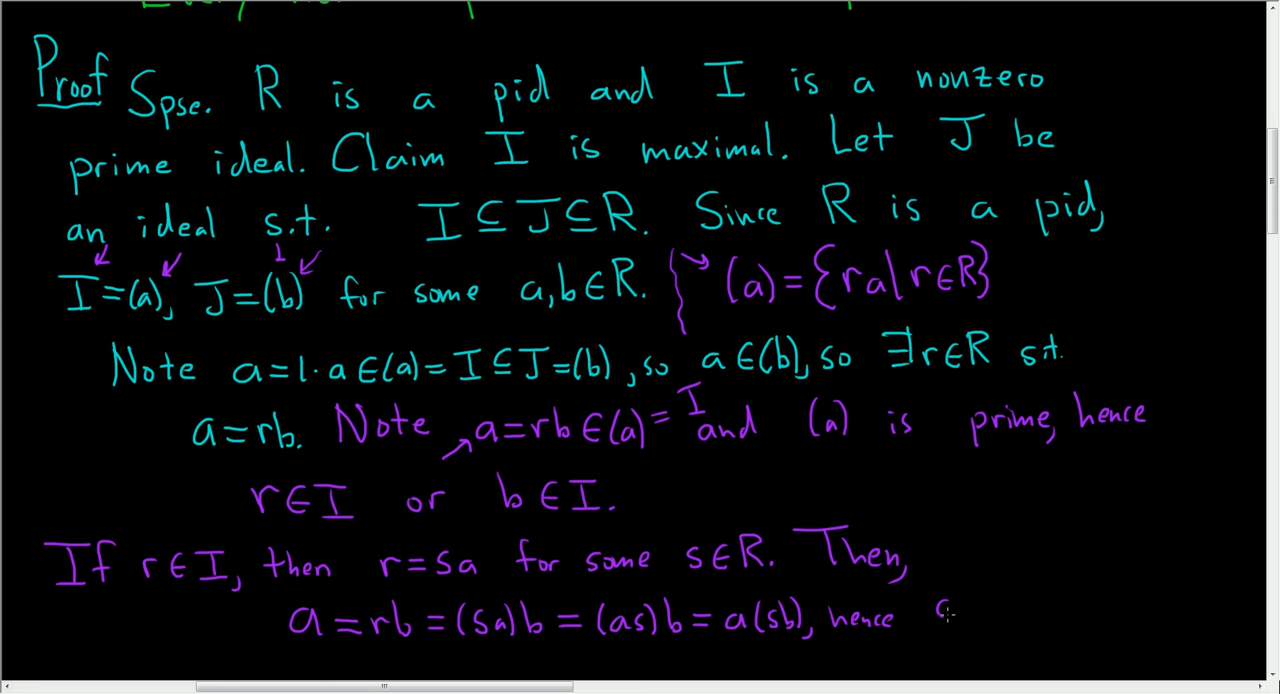 Proof Spse. R is a pid and I is a nonzero
prime ideal. Claim I is maximal. Let J be
an ideal s.t. I ⊆ J ⊆ R. Since R is a pid,
I = (a), J = (b) for some a, b ∈ R. (a) = {ra | r ∈ R}
Note a = 1·a ∈ (a) = I ⊆ J = (b), so a ∈ (b), so ∃r ∈ R s.t.
a = rb. Note a = rb ∈ (a) = I and (a) is prime, hence
r ∈ I or b ∈ I.
If r ∈ I, then r = sa for some s ∈ R. Then,
a = rb = (sa)b = (as)b = a(sb), hence